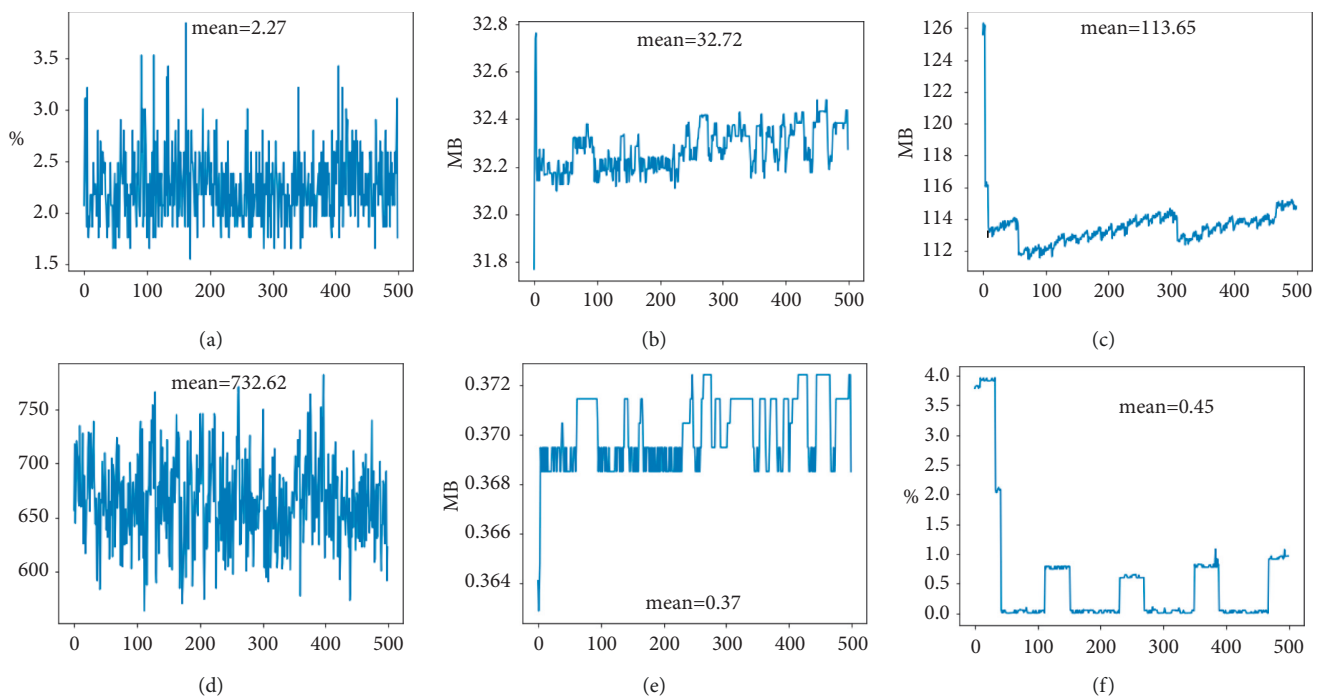 mean=2.27
3.5
3.0
2.5
2.0
1.5
%
0 100 200 300 400 500
(a)
mean=32.72
32.8
32.6
32.4
32.2
32.0
31.8
MB
0 100 200 300 400 500
(b)
mean=113.65
126
124
122
120
118
116
114
112
MB
0 100 200 300 400 500
(c)
mean=732.62
750
700
650
600
0 100 200 300 400 500
(d)
0.372
0.370
0.368
0.366
0.364
MB
mean=0.37
0 100 200 300 400 500
(e)
4.0
3.5
3.0
2.5
2.0
1.5
1.0
0.5
0.0
%
mean=0.45
0 100 200 300 400 500
(f)